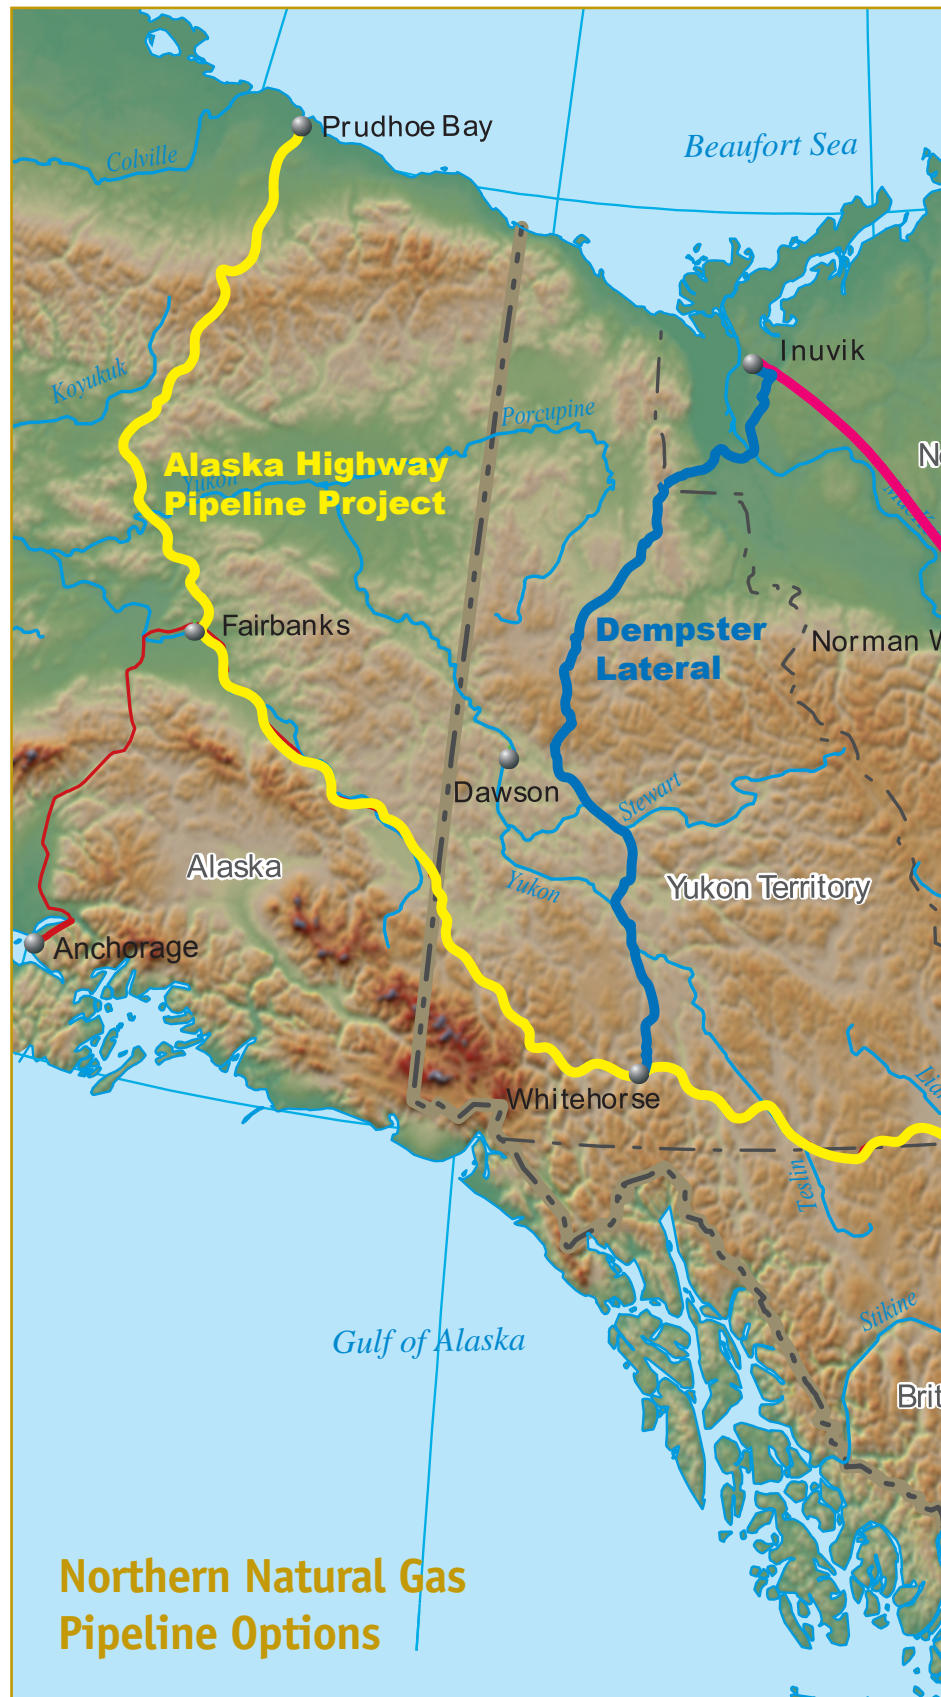 Prudhoe Bay
Beaufort Sea
Colville
Inuvik
Koyukuk
Porcupine
Alaska Highway
Pipeline Project
Yukon
Fairbanks
Dempster
Lateral
Norman
Dawson
Stewart
Alaska
Yukon
Yukon Territory
Anchorage
Whitehorse
Teslin
Stikine
Gulf of Alaska
Brit
Northern Natural Gas
Pipeline Options